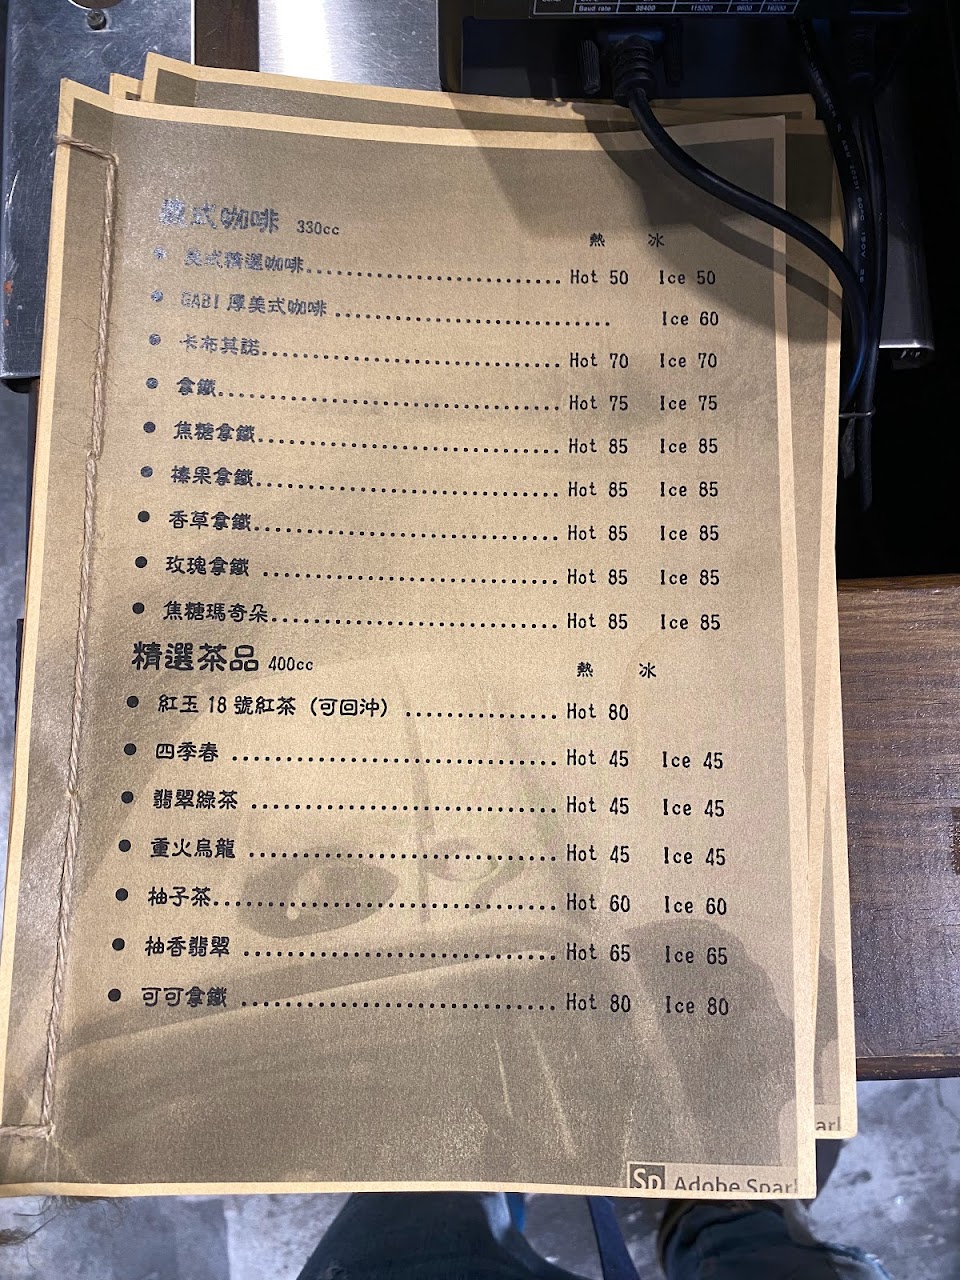 Baud rate 38400 115200 9600 19200
義式咖啡 330cc 熱 冰
● 美式精選咖啡.............................. Hot 50 Ice 50
● GABI 厚美式咖啡 .............................. Ice 60
● 卡布其諾.............................. Hot 70 Ice 70
● 拿鐵.............................. Hot 75 Ice 75
● 焦糖拿鐵.............................. Hot 85 Ice 85
● 榛果拿鐵.............................. Hot 85 Ice 85
● 香草拿鐵.............................. Hot 85 Ice 85
● 玫瑰拿鐵 .............................. Hot 85 Ice 85
● 焦糖瑪奇朵.............................. Hot 85 Ice 85
精選茶品 400cc 熱 冰
● 紅玉 18 號紅茶（可回沖） ................ Hot 80
● 四季春 .............................. Hot 45 Ice 45
● 翡翠綠茶 .............................. Hot 45 Ice 45
● 重火烏龍 .............................. Hot 45 Ice 45
● 柚子茶.............................. Hot 60 Ice 60
● 柚香翡翠 .............................. Hot 65 Ice 65
● 可可拿鐵 .............................. Hot 80 Ice 80
Sp Adobe Spark